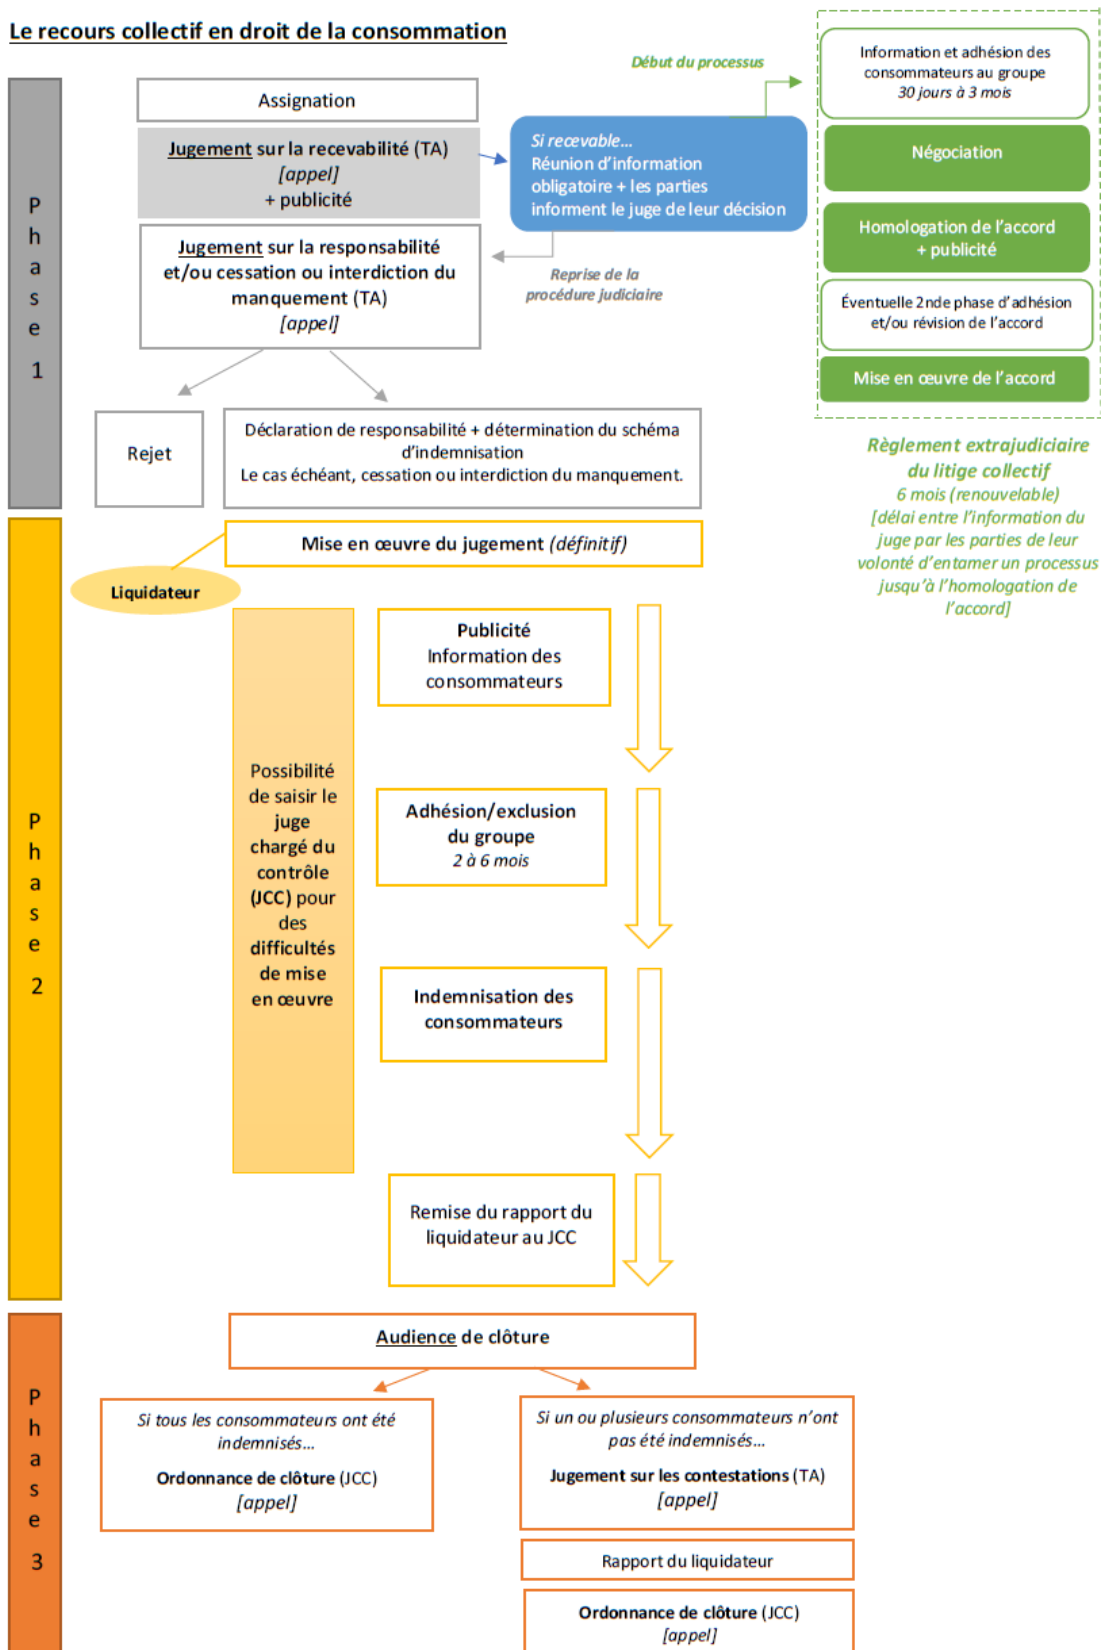 Le recours collectif en droit de la consommation
Phase 1
Assignation
Jugement sur la recevabilité (TA)
[appel]
+ publicité
Si recevable…
Réunion d’information
obligatoire + les parties
informent le juge de leur décision
Début du processus
Information et adhésion des
consommateurs au groupe
30 jours à 3 mois
Négociation
Homologation de l’accord
+ publicité
Éventuelle 2nde phase d’adhésion
et/ou révision de l’accord
Mise en œuvre de l’accord
Règlement extrajudiciaire
du litige collectif
6 mois (renouvelable)
[délai entre l’information du
juge par les parties de leur
volonté d’entamer un processus
jusqu’à l’homologation de
l’accord]
Reprise de la
procédure judiciaire
Jugement sur la responsabilité
et/ou cessation ou interdiction du
manquement (TA)
[appel]
Rejet
Déclaration de responsabilité + détermination du schéma
d’indemnisation
Le cas échéant, cessation ou interdiction du manquement.
Phase 2
Mise en œuvre du jugement (définitif)
Liquidateur
Possibilité
de saisir le
juge
chargé du
contrôle
(JCC) pour
des
difficultés
de mise
en œuvre
Publicité
Information des
consommateurs
Adhésion/exclusion
du groupe
2 à 6 mois
Indemnisation des
consommateurs
Remise du rapport du
liquidateur au JCC
Phase 3
Audience de clôture
Si tous les consommateurs ont été
indemnisés…
Ordonnance de clôture (JCC)
[appel]
Si un ou plusieurs consommateurs n’ont
pas été indemnisés…
Jugement sur les contestations (TA)
[appel]
Rapport du liquidateur
Ordonnance de clôture (JCC)
[appel]